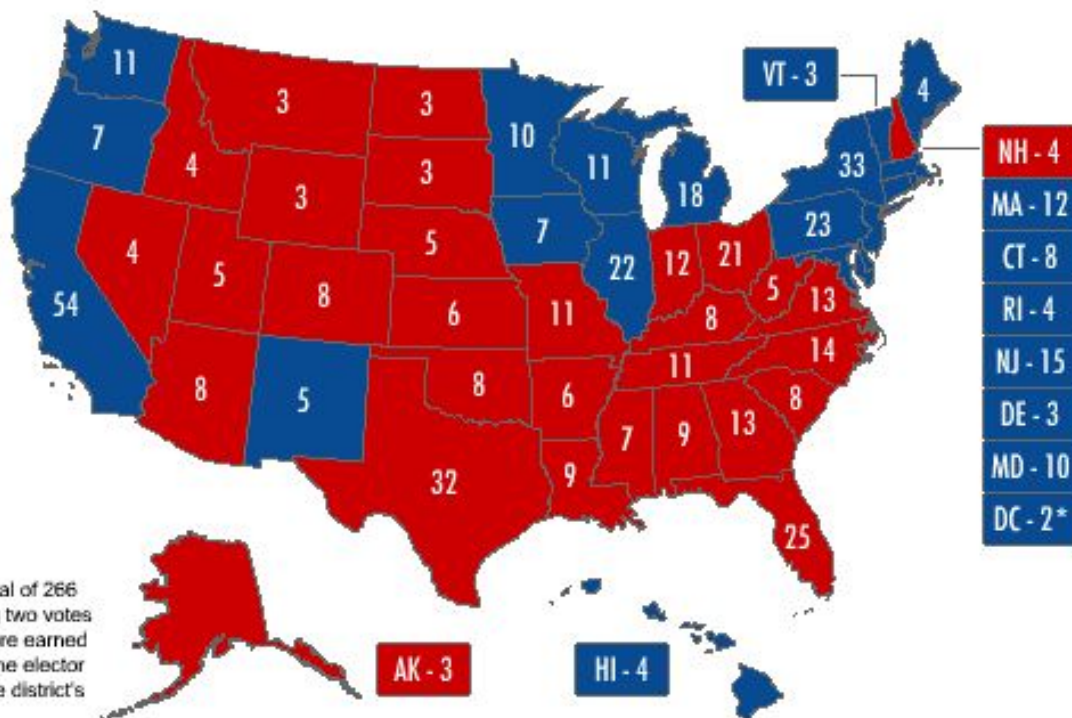 11
3
3
VT - 3
4
7
4
3
10
11
18
33
NH - 4
3
MA - 12
5
7
23
CT - 8
4
5
8
22
12
21
5
13
RI - 4
54
6
11
8
14
NJ - 15
8
5
8
6
11
8
DE - 3
32
9
7
9
13
MD - 10
25
DC - 2*
of 266
two votes
earned
elector
district's
AK - 3
HI - 4